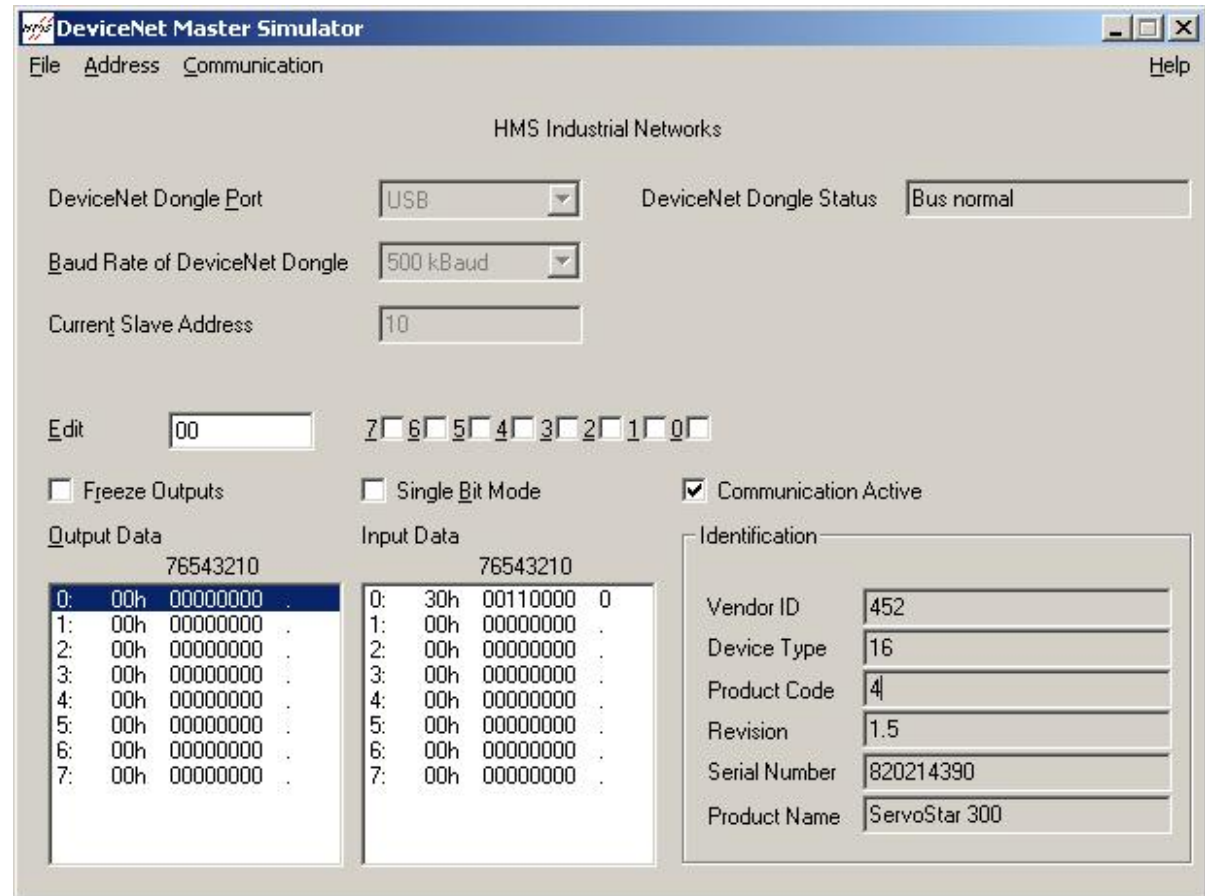 HMS DeviceNet Master Simulator
File Address Communication Help
HMS Industrial Networks
DeviceNet Dongle Port USB DeviceNet Dongle Status Bus normal
Baud Rate of DeviceNet Dongle 500 kBaud
Current Slave Address 10
Edit 00 7 6 5 4 3 2 1 0
Freeze Outputs Single Bit Mode Communication Active
Output Data Input Data Identification
76543210 76543210
0: 00h 00000000 . 0: 30h 00110000 0
1: 00h 00000000 . 1: 00h 00000000 .
2: 00h 00000000 . 2: 00h 00000000 .
3: 00h 00000000 . 3: 00h 00000000 .
4: 00h 00000000 . 4: 00h 00000000 .
5: 00h 00000000 . 5: 00h 00000000 .
6: 00h 00000000 . 6: 00h 00000000 .
7: 00h 00000000 . 7: 00h 00000000 .
Vendor ID 452
Device Type 16
Product Code 4
Revision 1.5
Serial Number 820214390
Product Name ServoStar 300